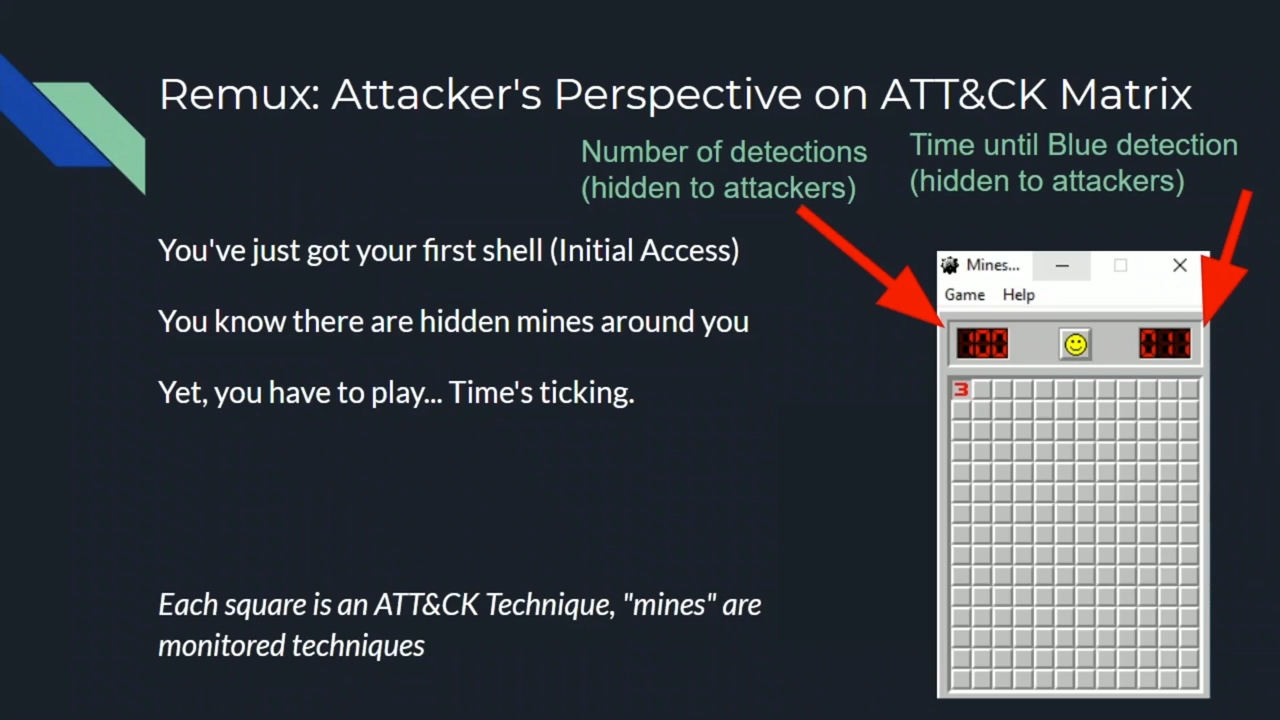 Remux: Attacker's Perspective on ATT&CK Matrix
Number of detections
(hidden to attackers)
Time until Blue detection
(hidden to attackers)
You've just got your first shell (Initial Access)
You know there are hidden mines around you
Yet, you have to play... Time's ticking.
Each square is an ATT&CK Technique, "mines" are
monitored techniques
Mines...
Game Help
100
011
3